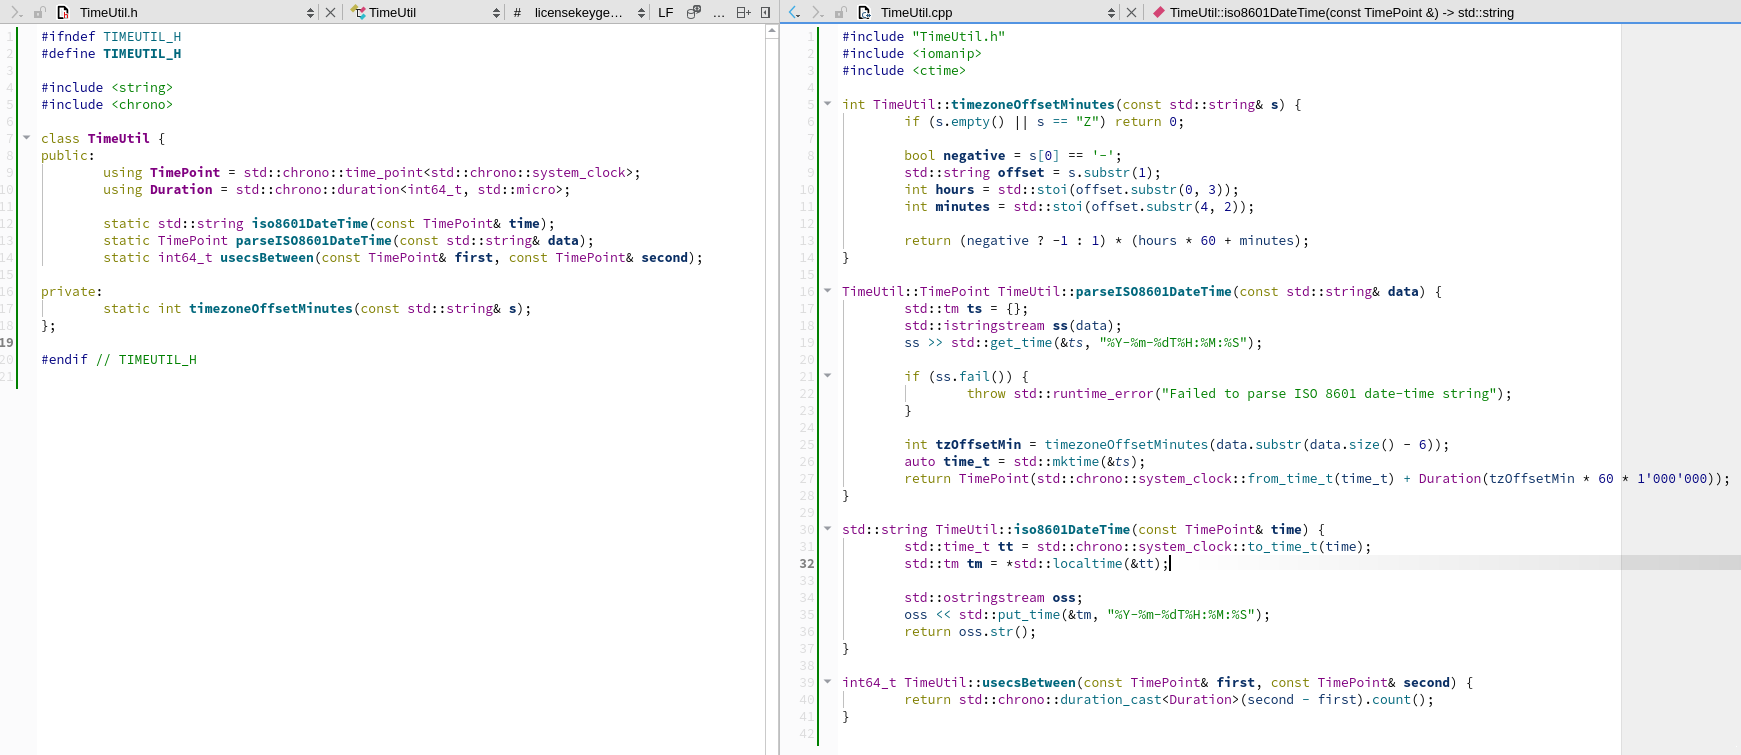 TimeUtil.h
TimeUtil
#
licensekeyge...
LF
...
1 #ifndef TIMEUTIL_H
2 #define TIMEUTIL_H
3
4 #include <string>
5 #include <chrono>
6
7 class TimeUtil {
8 public:
9 using TimePoint = std::chrono::time_point<std::chrono::system_clock>;
10 using Duration = std::chrono::duration<int64_t, std::micro>;
11
12 static std::string iso8601DateTime(const TimePoint& time);
13 static TimePoint parseISO8601DateTime(const std::string& data);
14 static int64_t usecsBetween(const TimePoint& first, const TimePoint& second);
15
16 private:
17 static int timezoneOffsetMinutes(const std::string& s);
18 };
19
20 #endif // TIMEUTIL_H
21
TimeUtil.cpp
TimeUtil::iso8601DateTime(const TimePoint &) -> std::string
1 #include "TimeUtil.h"
2 #include <iomanip>
3 #include <ctime>
4
5 int TimeUtil::timezoneOffsetMinutes(const std::string& s) {
6 if (s.empty() || s == "Z") return 0;
7
8 bool negative = s[0] == '-';
9 std::string offset = s.substr(1);
10 int hours = std::stoi(offset.substr(0, 3));
11 int minutes = std::stoi(offset.substr(4, 2));
12
13 return (negative ? -1 : 1) * (hours * 60 + minutes);
14 }
15
16 TimeUtil::TimePoint TimeUtil::parseISO8601DateTime(const std::string& data) {
17 std::tm ts = {};
18 std::istringstream ss(data);
19 ss >> std::get_time(&ts, "%Y-%m-%dT%H:%M:%S");
20
21 if (ss.fail()) {
22 throw std::runtime_error("Failed to parse ISO 8601 date-time string");
23 }
24
25 int tzOffsetMin = timezoneOffsetMinutes(data.substr(data.size() - 6));
26 auto time_t = std::mktime(&ts);
27 return TimePoint(std::chrono::system_clock::from_time_t(time_t) + Duration(tzOffsetMin * 60 * 1'000'000));
28 }
29
30 std::string TimeUtil::iso8601DateTime(const TimePoint& time) {
31 std::time_t tt = std::chrono::system_clock::to_time_t(time);
32 std::tm tm = *std::localtime(&tt);
33
34 std::ostringstream oss;
35 oss << std::put_time(&tm, "%Y-%m-%dT%H:%M:%S");
36 return oss.str();
37 }
38
39 int64_t TimeUtil::usecsBetween(const TimePoint& first, const TimePoint& second) {
40 return std::chrono::duration_cast<Duration>(second - first).count();
41 }
42